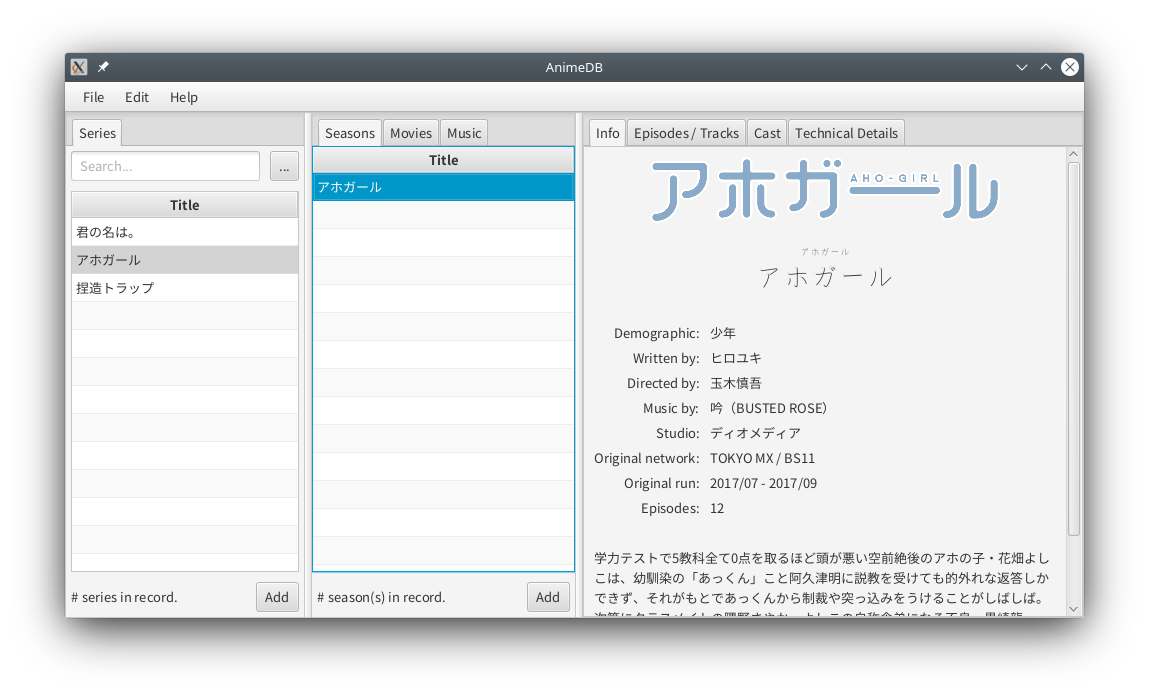 AnimeDB
File Edit Help
Series
Search...
...
Title
君の名は。
アホガール
捏造トラップ
# series in record.
Add
Seasons Movies Music
Title
アホガール
# season(s) in record.
Add
Info Episodes / Tracks Cast Technical Details
アホガール
AHO-GIRL
アホガール
アホガール
Demographic: 少年
Written by: ヒロユキ
Directed by: 玉木慎吾
Music by: 吟（BUSTED ROSE）
Studio: ディオメディア
Original network: TOKYO MX / BS11
Original run: 2017/07 - 2017/09
Episodes: 12
学力テストで5教科全て0点を取るほど頭が悪い空前絶後のアホの子・花畑よし
こは、幼馴染の「あっくん」こと阿久津明に説教を受けても的外れな返答しか
できず、それがもとであっくんから制裁や突っ込みをうけることがしばしば。